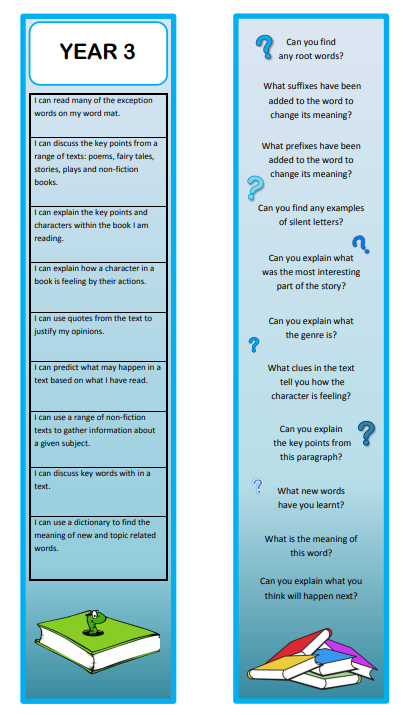 YEAR 3
I can read many of the exception
words on my word mat.
I can discuss the key points from a
range of texts: poems, fairy tales,
stories, plays and non-fiction
books.
I can explain the key points and
characters within the book I am
reading.
I can explain how a character in a
book is feeling by their actions.
I can use quotes from the text to
justify my opinions.
I can predict what may happen in a
text based on what I have read.
I can use a range of non-fiction
texts to gather information about
a given subject.
I can discuss key words with in a
text.
I can use a dictionary to find the
meaning of new and topic related
words.
Can you find
any root words?
What suffixes have been
added to the word to
change its meaning?
What prefixes have been
added to the word to
change its meaning?
Can you find any examples
of silent letters?
Can you explain what
was the most interesting
part of the story?
Can you explain what
the genre is?
What clues in the text
tell you how the
character is feeling?
Can you explain
the key points from
this paragraph?
What new words
have you learnt?
What is the meaning of
this word?
Can you explain what you
think will happen next?